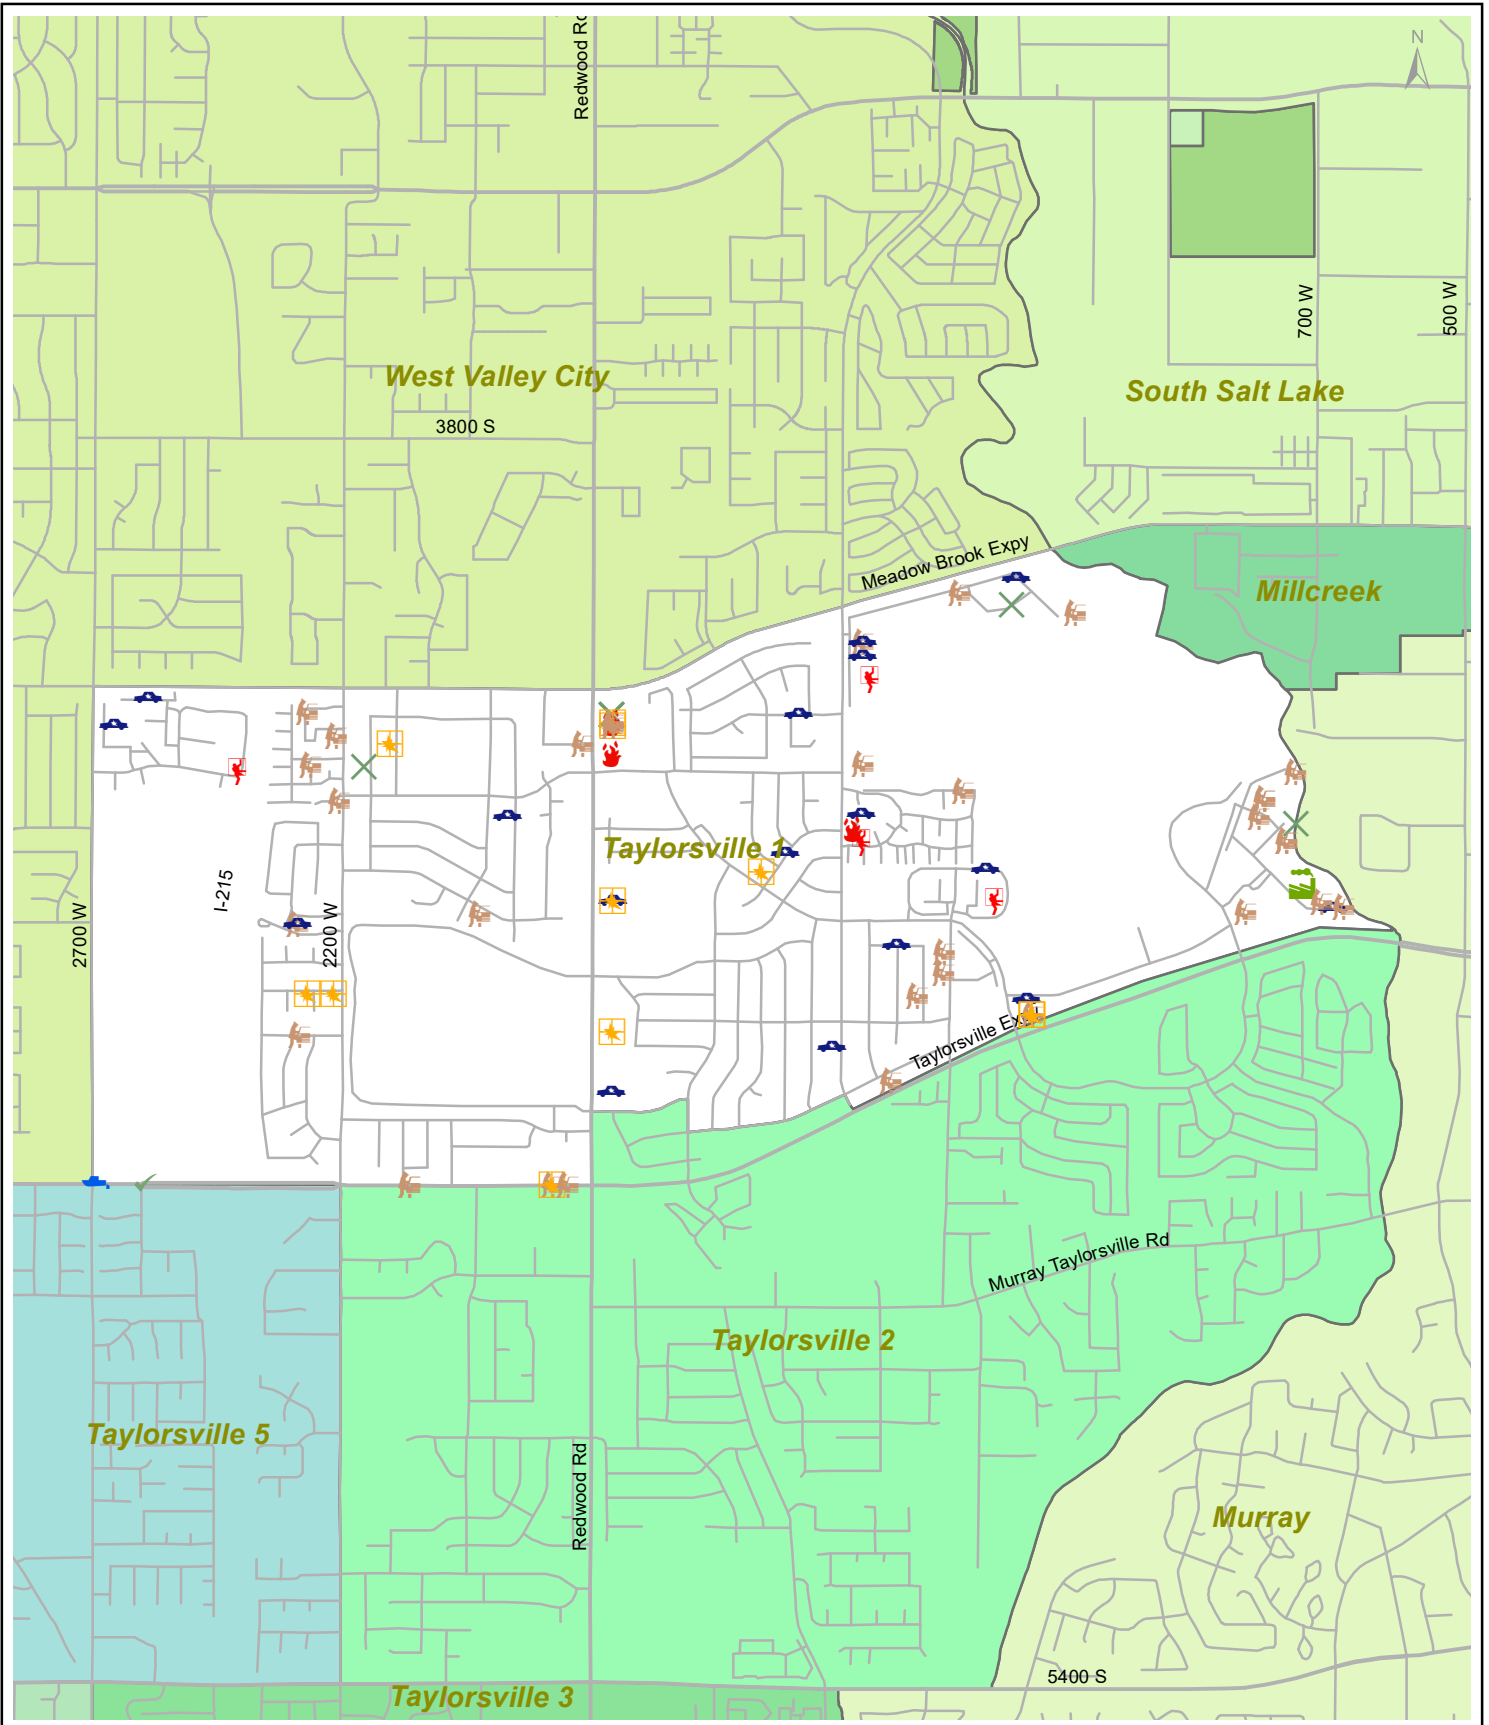 Redwood Rd
N
700 W
500 W
West Valley City
South Salt Lake
3800 S
Meadow Brook Expy
Millcreek
Taylorsville 1
I-215
2700 W
2200 W
Taylorsville
Murray Taylorsville Rd
Taylorsville 2
Taylorsville 5
Redwood Rd
Murray
5400 S
Taylorsville 3